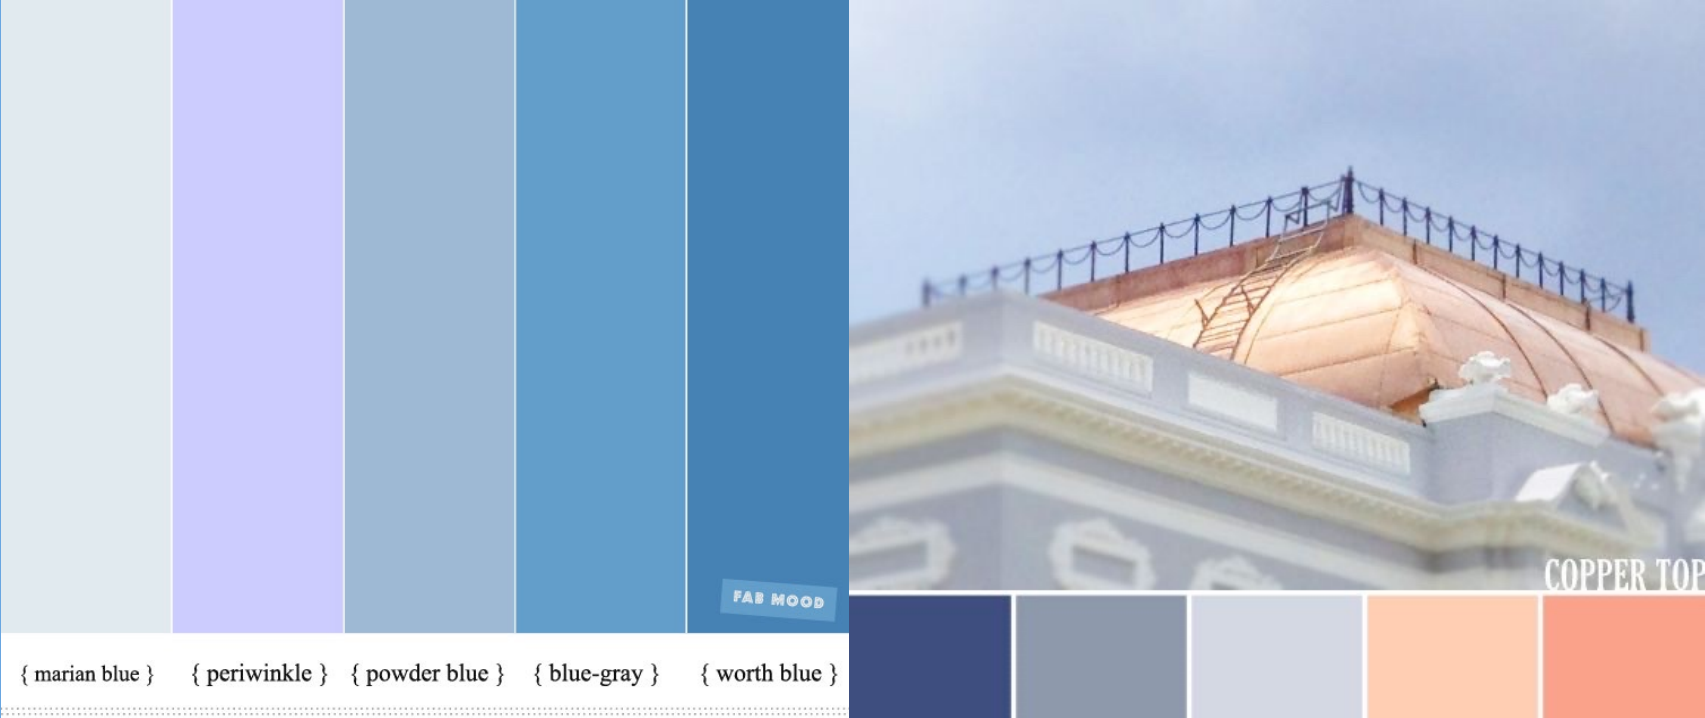 FAB MOOD
{ marian blue } { periwinkle } { powder blue } { blue-gray } { worth blue }
COPPER TOP